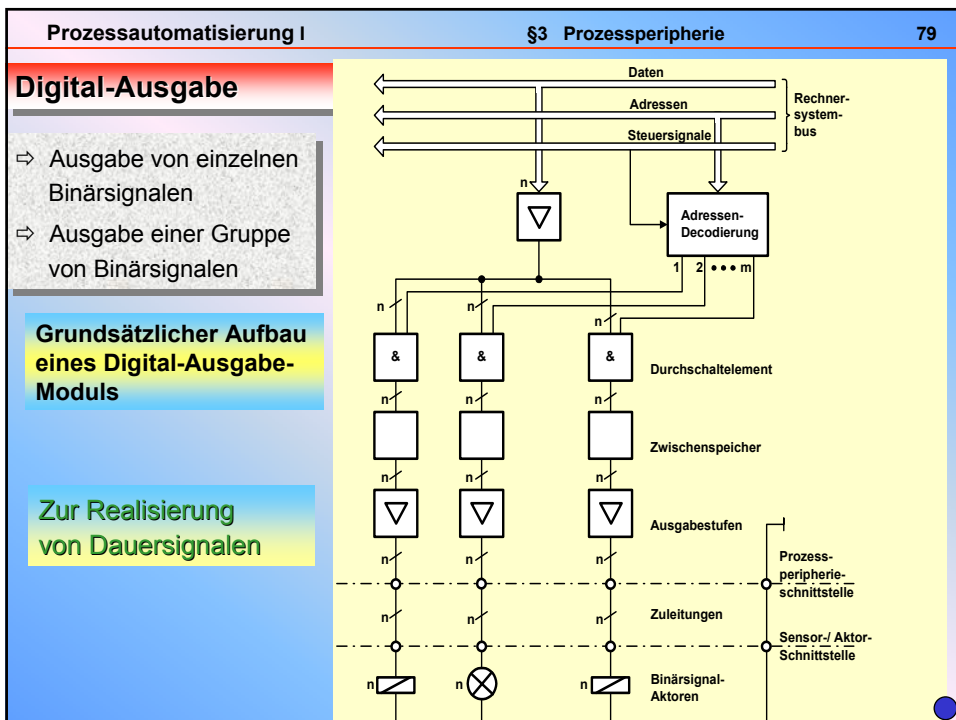 Prozessautomatisierung I §3 Prozessperipherie 79
Digital-Ausgabe
⇨ Ausgabe von einzelnen
Binärsignalen
⇨ Ausgabe einer Gruppe
von Binärsignalen
Grundsätzlicher Aufbau
eines Digital-Ausgabe-
Moduls
Zur Realisierung
von Dauersignalen
Daten
Adressen
Steuersignale
Rechner-
system-
bus
n
Adressen-
Decodierung
1 2 • • • m
n n n
& & &
Durchschaltelement
n n n
Zwischenspeicher
n n n
Ausgabestufen
n n n
Prozess-
peripherie-
schnittstelle
n n n
Zuleitungen
Sensor-/ Aktor-
Schnittstelle
n n n
Binärsignal-
Aktoren